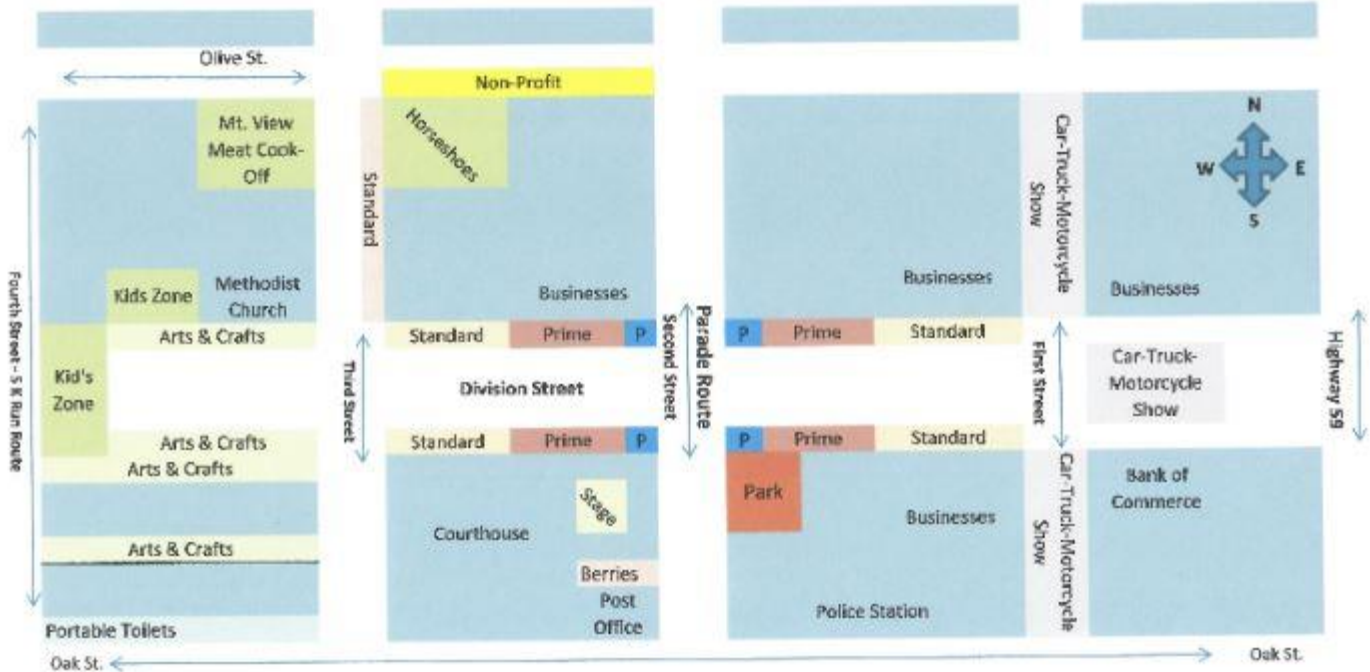 Olive St.
Non-Profit
Mt. View
Meat Cook-
Off
Horseshoes
Standard
Car-Truck-Motorcycle
Show
N
W
E
S
Fourth Street - 5 K Run Route
Kids Zone
Methodist
Church
Businesses
Businesses
Businesses
Arts & Crafts
Standard
Prime
P
Second Street
Parade Route
P
Prime
Standard
Kid's
Zone
Third Street
Division Street
First Street
Car-Truck-
Motorcycle
Show
Highway 59
Arts & Crafts
Arts & Crafts
Standard
Prime
P
P
Prime
Standard
Park
Stage
Courthouse
Businesses
Car-Truck-Motorcycle
Show
Bank of
Commerce
Arts & Crafts
Berries
Post
Office
Police Station
Portable Toilets
Oak St.
Oak St.